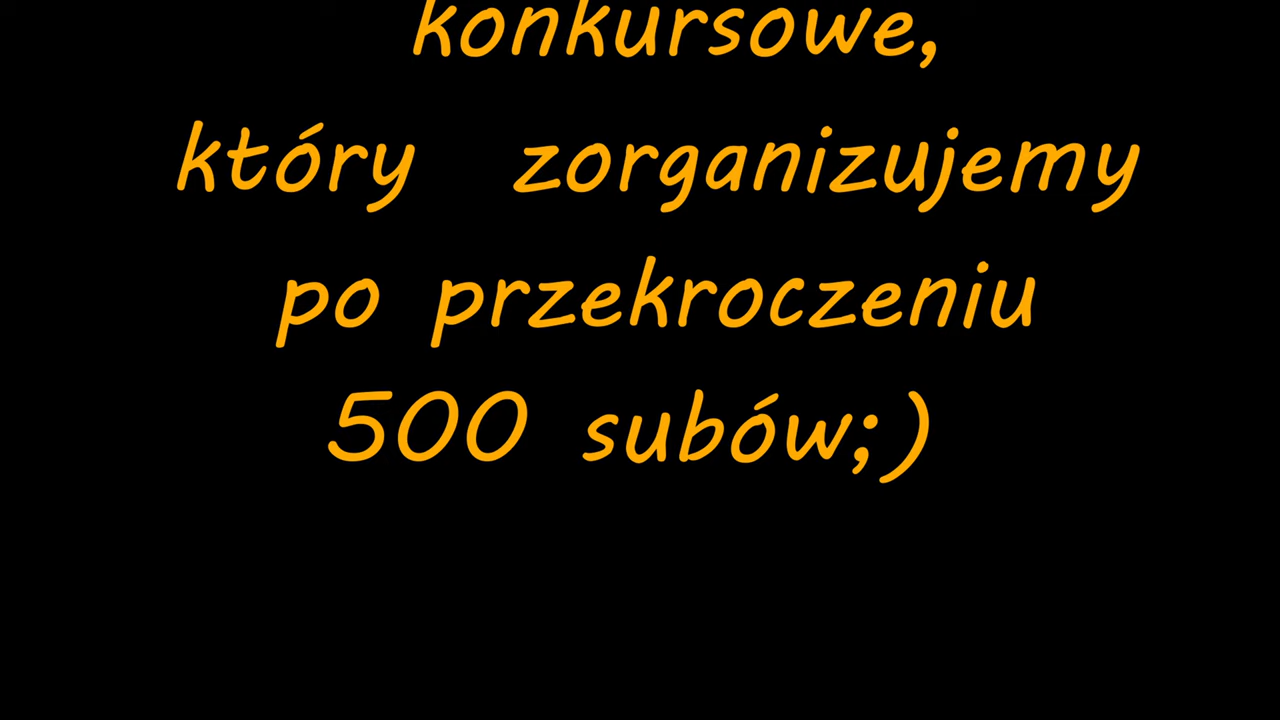 konkursowe,
który zorganizujemy
po przekroczeniu
500 subów;)